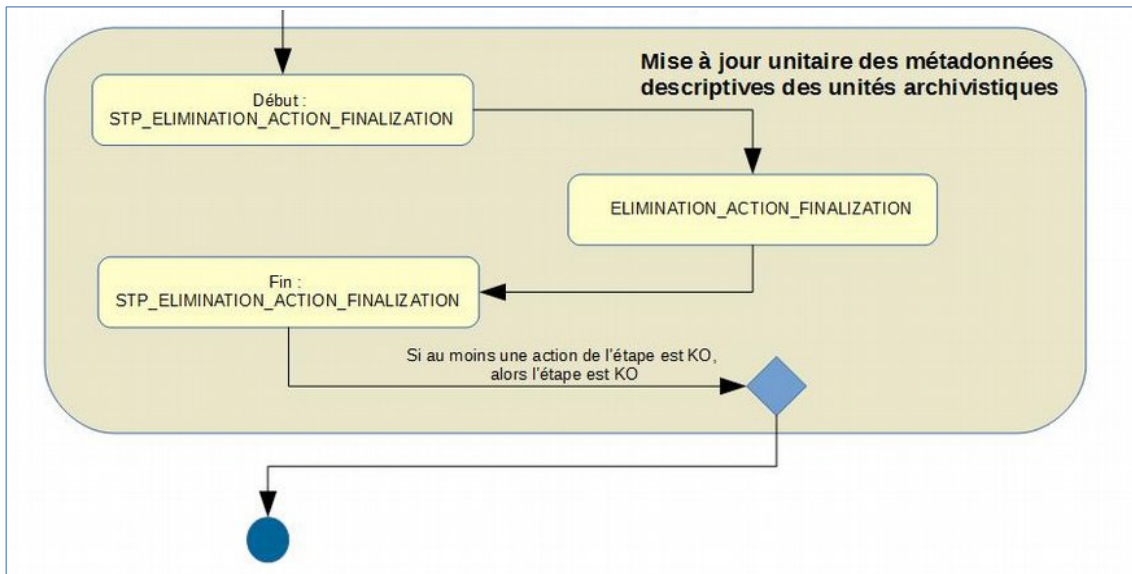 Mise à jour unitaire des métadonnées
descriptives des unités archivistiques
Début :
STP_ELIMINATION_ACTION_FINALIZATION
ELIMINATION_ACTION_FINALIZATION
Fin :
STP_ELIMINATION_ACTION_FINALIZATION
Si au moins une action de l'étape est KO,
alors l'étape est KO